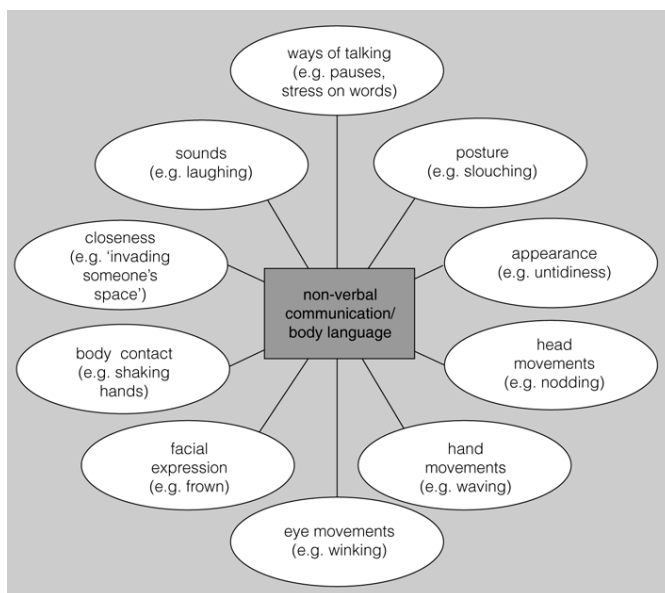 ways of talking
(e.g. pauses,
stress on words)
sounds
(e.g. laughing)
posture
(e.g. slouching)
closeness
(e.g. ‘invading
someone’s
space’)
appearance
(e.g. untidiness)
non-verbal
communication/
body language
body contact
(e.g. shaking
hands)
head
movements
(e.g. nodding)
facial
expression
(e.g. frown)
hand
movements
(e.g. waving)
eye movements
(e.g. winking)